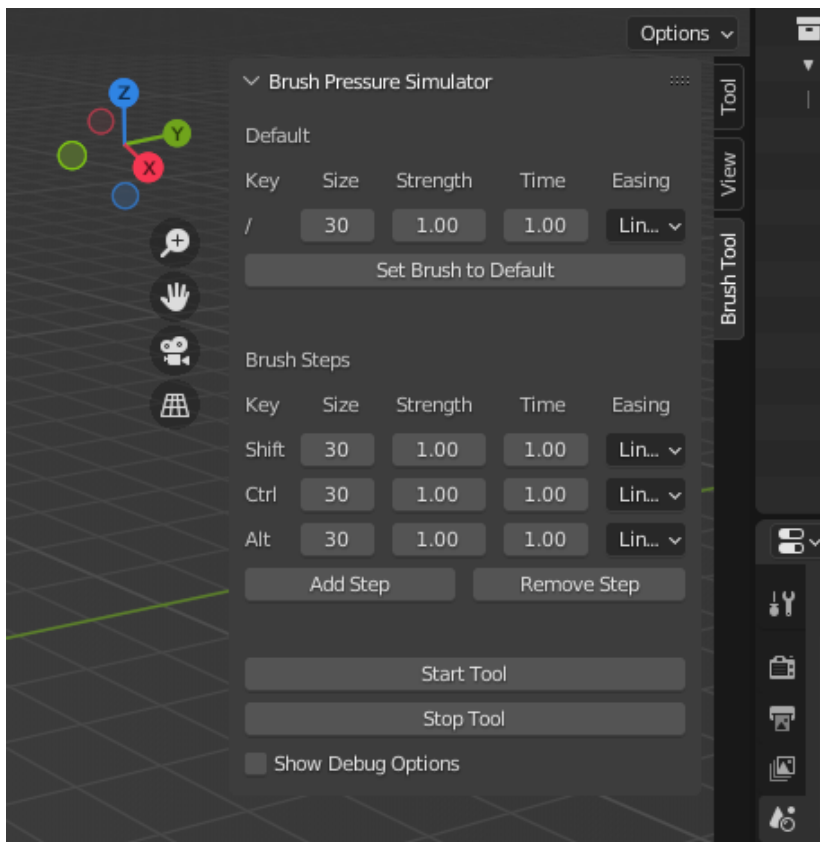 Options
Brush Pressure Simulator
Z
Y
X
Default
Key Size Strength Time Easing
/ 30 1.00 1.00 Lin...
Set Brush to Default
Brush Steps
Key Size Strength Time Easing
Shift 30 1.00 1.00 Lin...
Ctrl 30 1.00 1.00 Lin...
Alt 30 1.00 1.00 Lin...
Add Step Remove Step
Start Tool
Stop Tool
Show Debug Options
Tool
View
Brush Tool